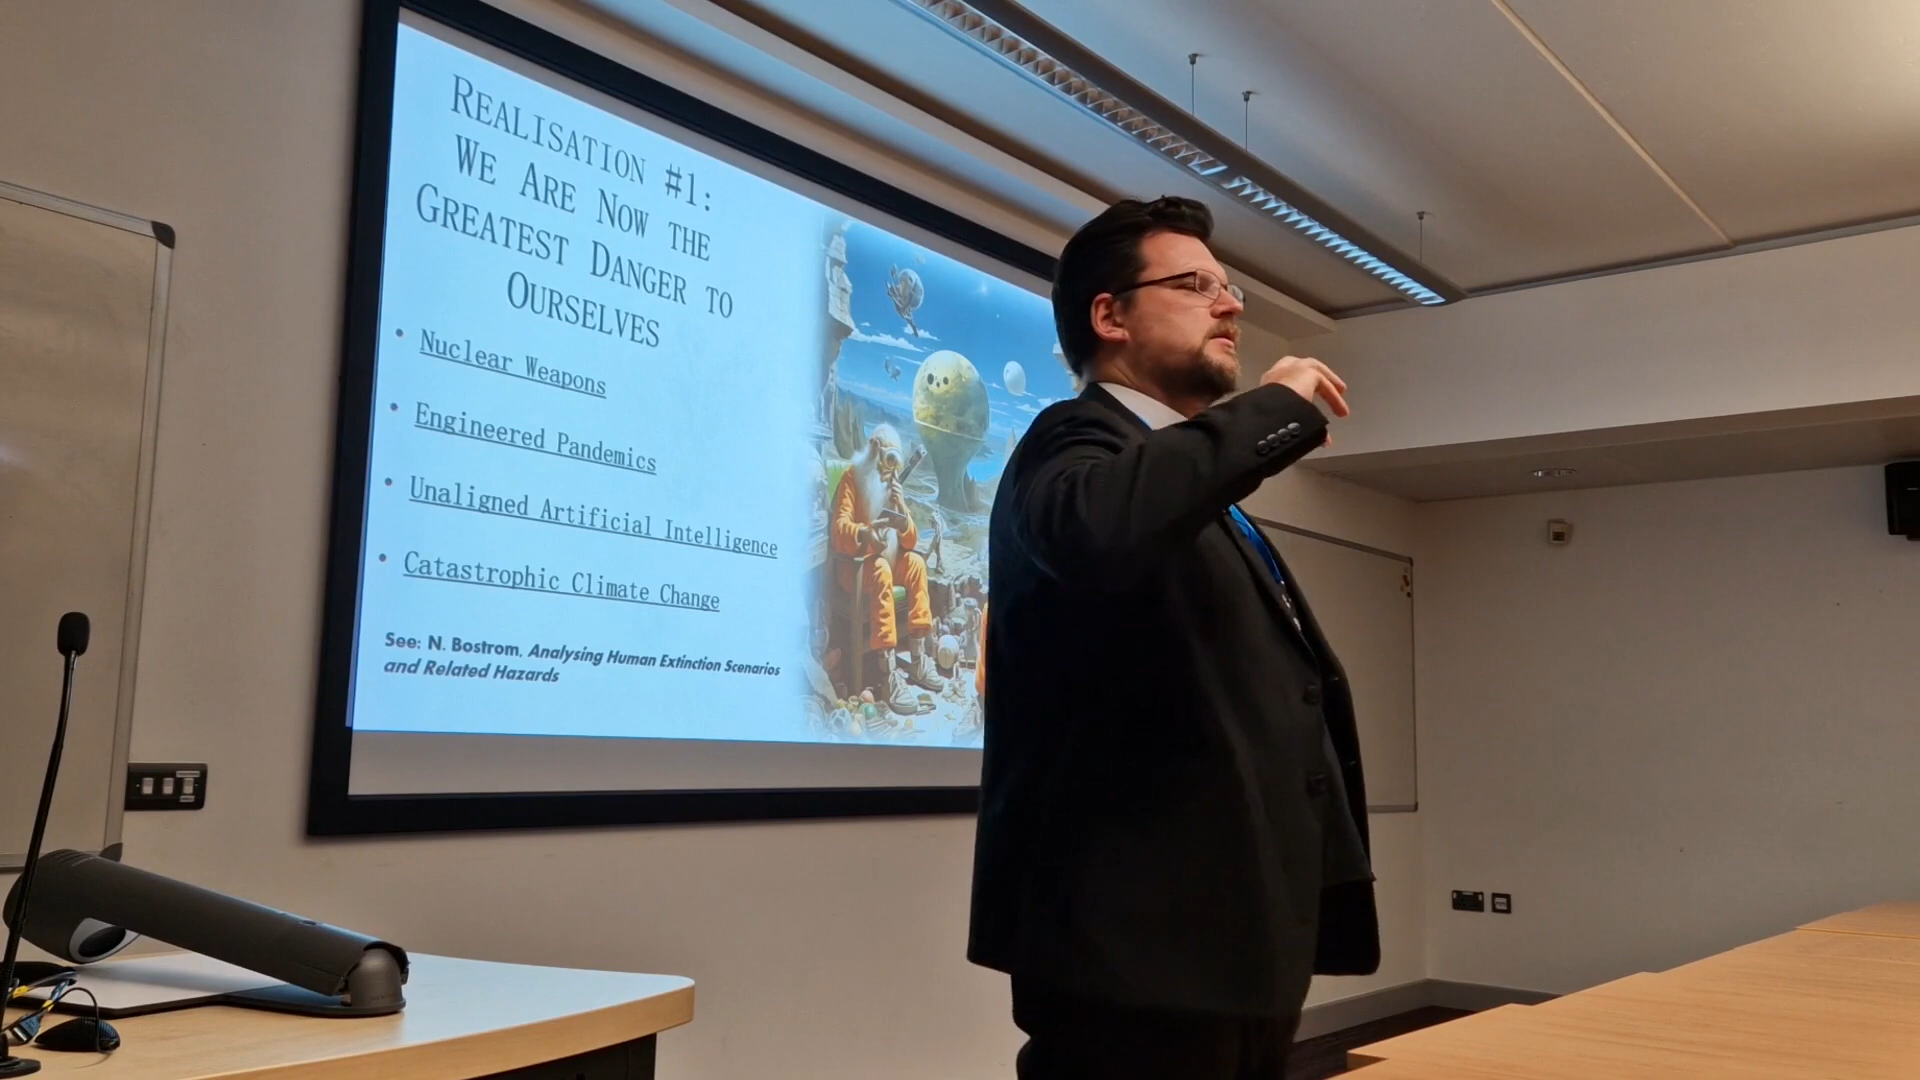 REALISATION #1:
WE ARE NOW THE
GREATEST DANGER TO
OURSELVES
• Nuclear Weapons
• Engineered Pandemics
• Unaligned Artificial Intelligence
• Catastrophic Climate Change
See: N. Bostrom, Analysing Human Extinction Scenarios
and Related Hazards